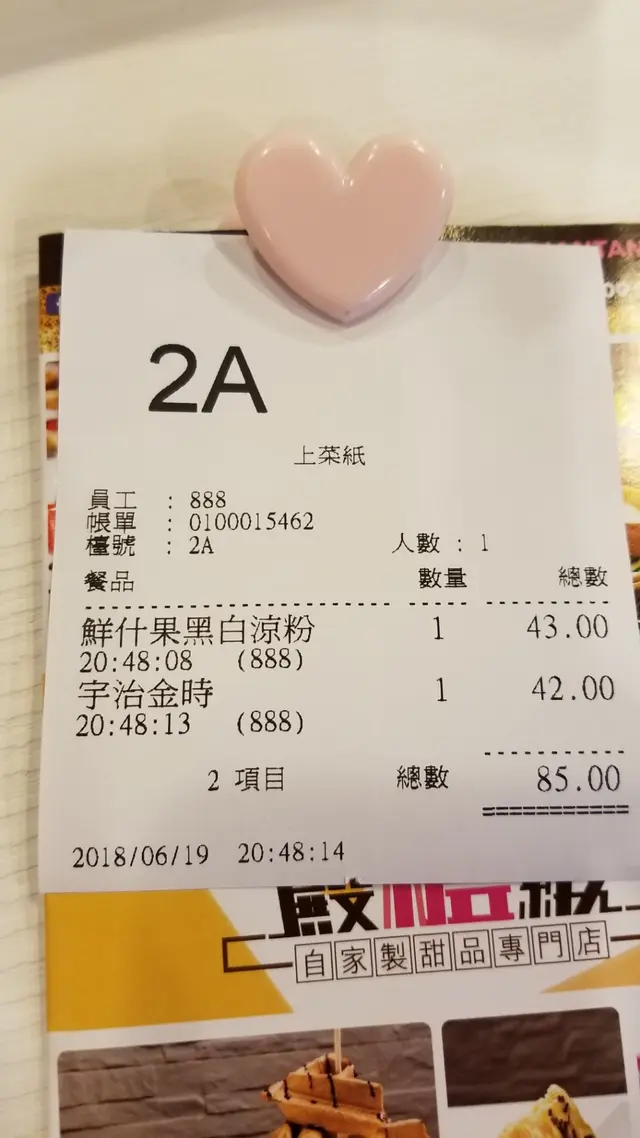 2A
上菜紙
員工 : 888
帳單 : 0100015462
檯號 : 2A 人數 : 1
餐品 數量 總數
鮮什果黑白涼粉 1 43.00
20:48:08 (888)
宇治金時 1 42.00
20:48:13 (888)
2 項目 總數 85.00
2018/06/19 20:48:14
自家製甜品專門店